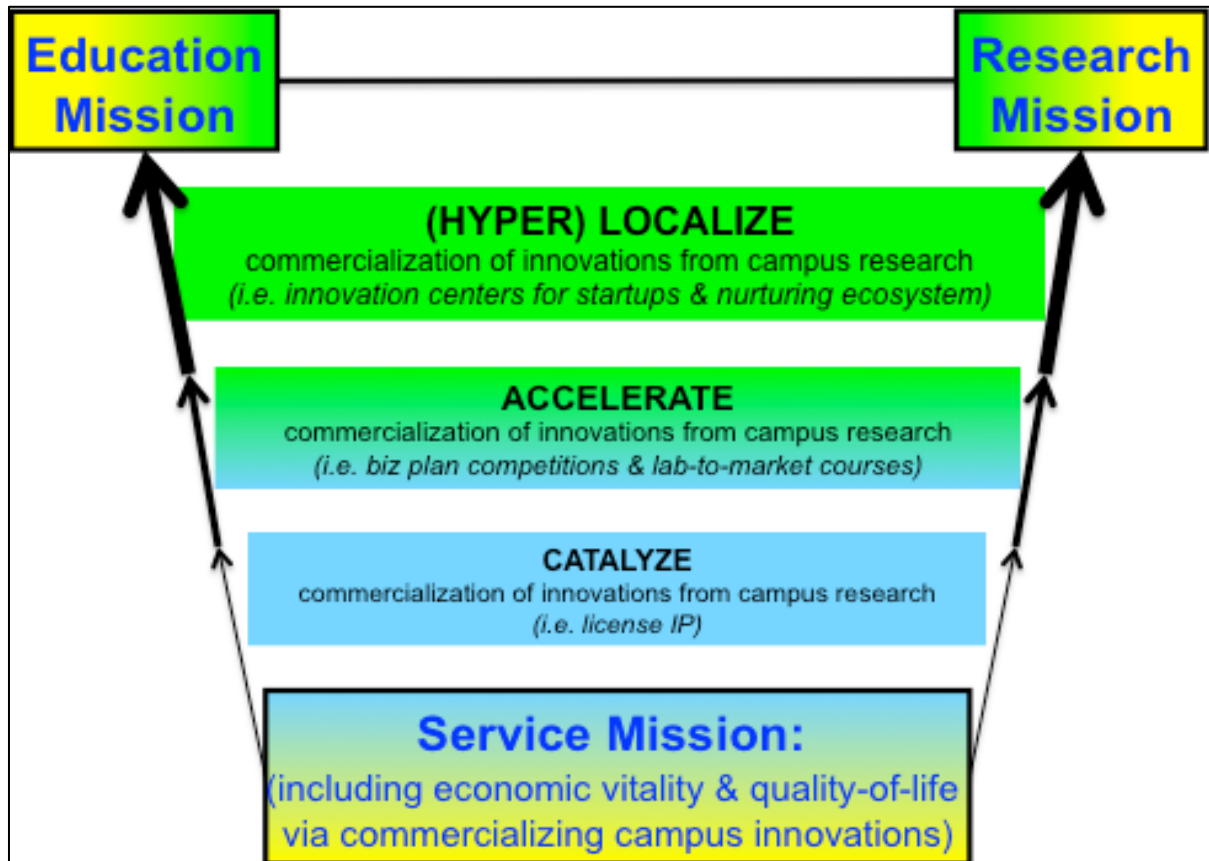 Education
Mission
Research
Mission
(HYPER) LOCALIZE
commercialization of innovations from campus research
(i.e. innovation centers for startups & nurturing ecosystem)
ACCELERATE
commercialization of innovations from campus research
(i.e. biz plan competitions & lab-to-market courses)
CATALYZE
commercialization of innovations from campus research
(i.e. license IP)
Service Mission:
(including economic vitality & quality-of-life
via commercializing campus innovations)